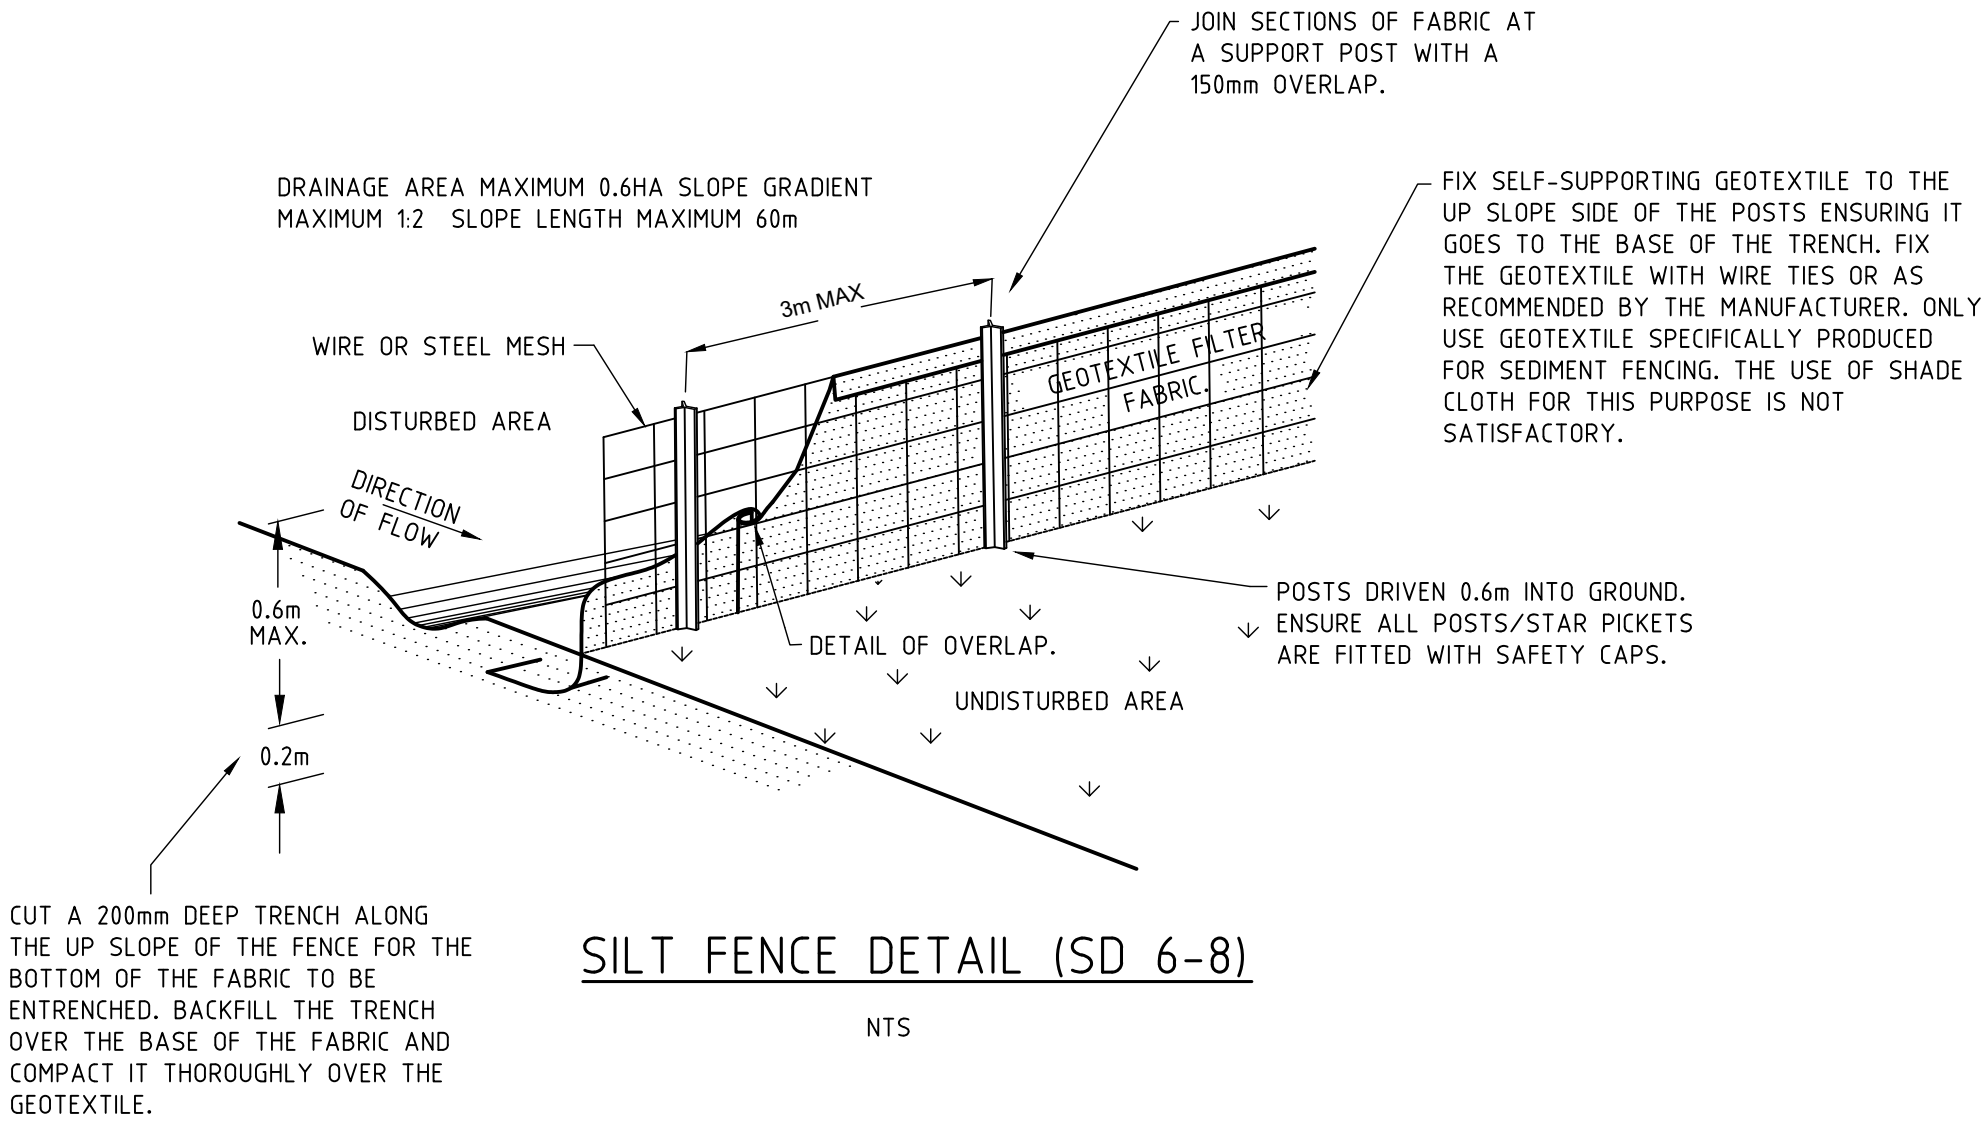 JOIN SECTIONS OF FABRIC AT
A SUPPORT POST WITH A
150mm OVERLAP.
DRAINAGE AREA MAXIMUM 0.6HA SLOPE GRADIENT
MAXIMUM 1:2 SLOPE LENGTH MAXIMUM 60m
FIX SELF-SUPPORTING GEOTEXTILE TO THE
UP SLOPE SIDE OF THE POSTS ENSURING IT
GOES TO THE BASE OF THE TRENCH. FIX
THE GEOTEXTILE WITH WIRE TIES OR AS
RECOMMENDED BY THE MANUFACTURER. ONLY
USE GEOTEXTILE SPECIFICALLY PRODUCED
FOR SEDIMENT FENCING. THE USE OF SHADE
CLOTH FOR THIS PURPOSE IS NOT
SATISFACTORY.
3m MAX
WIRE OR STEEL MESH
GEOTEXTILE FILTER
FABRIC.
DISTURBED AREA
DIRECTION
OF FLOW
0.6m
MAX.
POSTS DRIVEN 0.6m INTO GROUND.
ENSURE ALL POSTS/STAR PICKETS
ARE FITTED WITH SAFETY CAPS.
DETAIL OF OVERLAP.
UNDISTURBED AREA
0.2m
CUT A 200mm DEEP TRENCH ALONG
THE UP SLOPE OF THE FENCE FOR THE
BOTTOM OF THE FABRIC TO BE
ENTRENCHED. BACKFILL THE TRENCH
OVER THE BASE OF THE FABRIC AND
COMPACT IT THOROUGHLY OVER THE
GEOTEXTILE.
SILT FENCE DETAIL (SD 6-8)
NTS